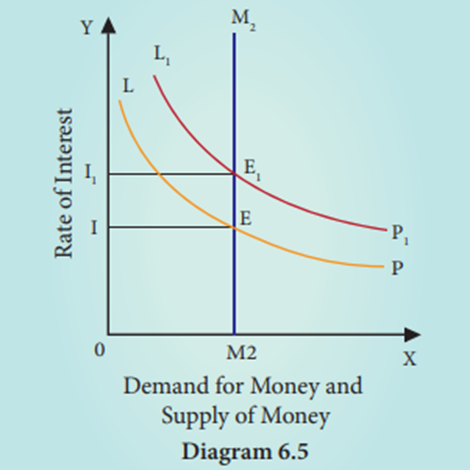 Y
M₂
L₁
L
Rate of Interest
I₁
E₁
I
E
P₁
P
0
M2
X
Demand for Money and
Supply of Money
Diagram 6.5